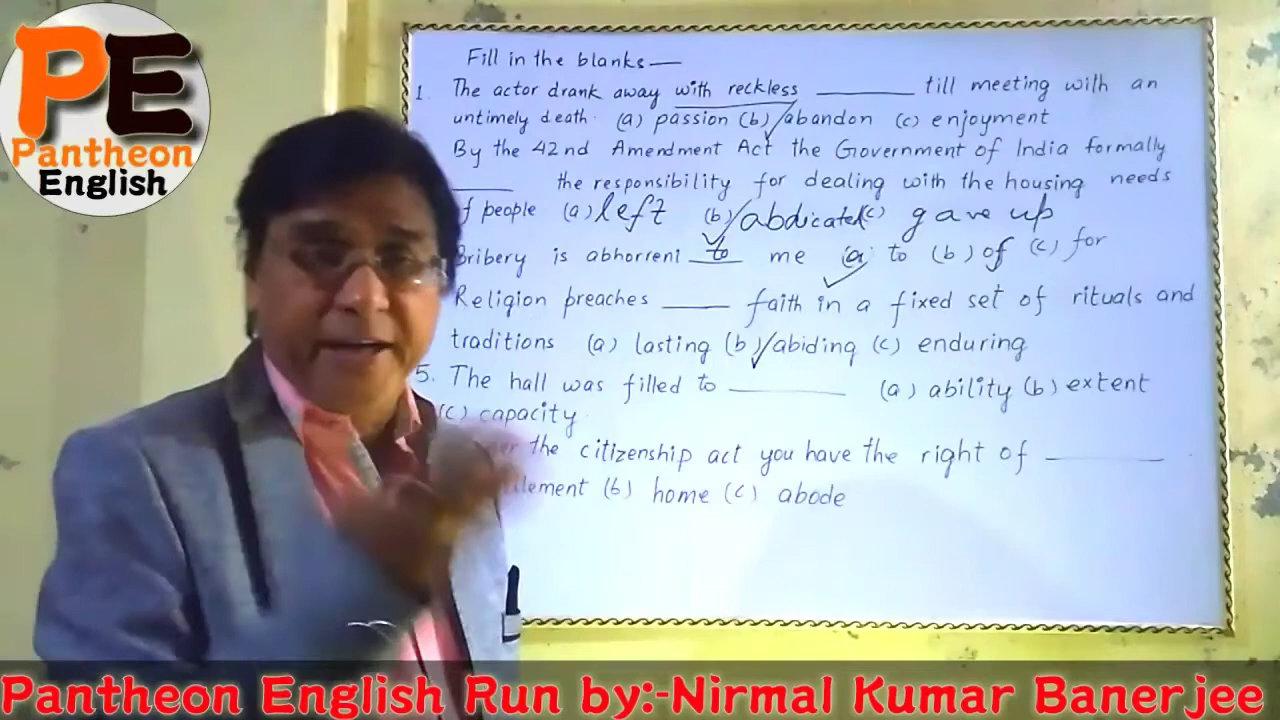 PE
Pantheon
English
Fill in the blanks—
1. The actor drank away with reckless ________ till meeting with an
untimely death. (a) passion (b) abandon (c) enjoyment
By the 42nd Amendment Act the Government of India formally
______ the responsibility for dealing with the housing needs
of people (a) left (b) abdicated (c) gave up
Bribery is abhorrent to me (a) to (b) of (c) for
Religion preaches ______ faith in a fixed set of rituals and
traditions (a) lasting (b) abiding (c) enduring
5. The hall was filled to ________ (a) ability (b) extent
(c) capacity
the citizenship act you have the right of ________
(b) home (c) abode
Pantheon English Run by:-Nirmal Kumar Banerjee